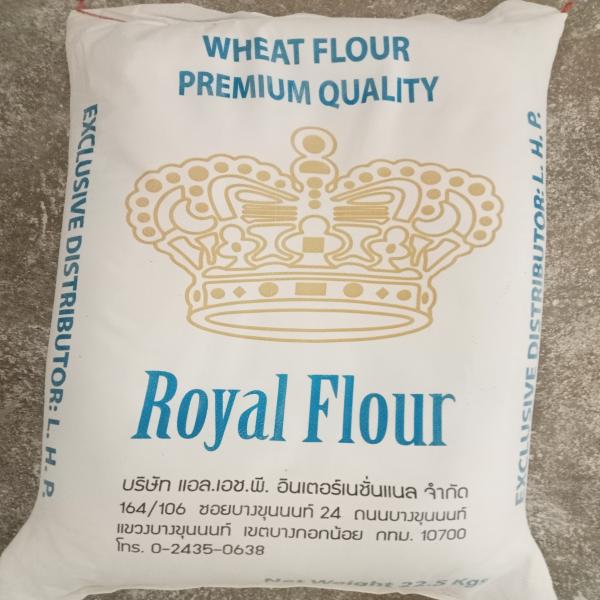 WHEAT FLOUR
PREMIUM QUALITY
EXCLUSIVE DISTRIBUTOR: L. H. P.
EXCLUSIVE DISTRIBUTOR: L. H. P.
Royal Flour
บริษัท แอล.เอช.พี. อินเตอร์เนชั่นแนล จำกัด
164/106 ซอยบางขุนนนท์ 24 ถนนบางขุนนนท์
แขวงบางขุนนนท์ เขตบางกอกน้อย กทม. 10700
โทร. 0-2435-0638
Net Weight 22.5 Kgs